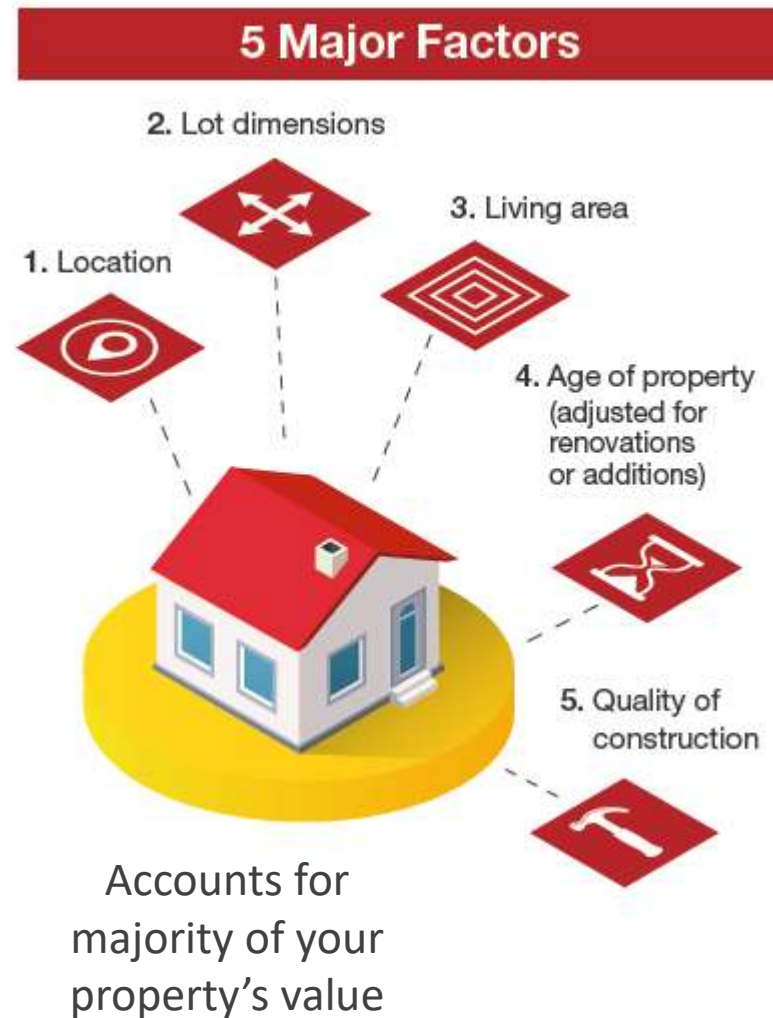 5 Major Factors
1. Location
2. Lot dimensions
3. Living area
4. Age of property
(adjusted for
renovations
or additions)
5. Quality of
construction
Accounts for
majority of your
property’s value